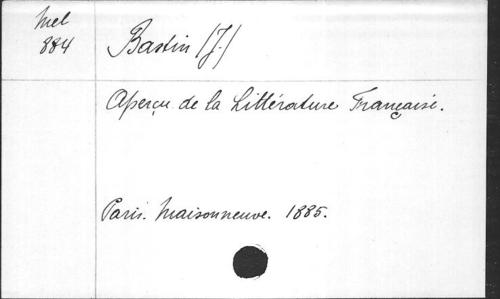 Mel
884
Bastin (J.)
Aperçu de la Littérature Française.
Paris. Maisonneuve. 1885.